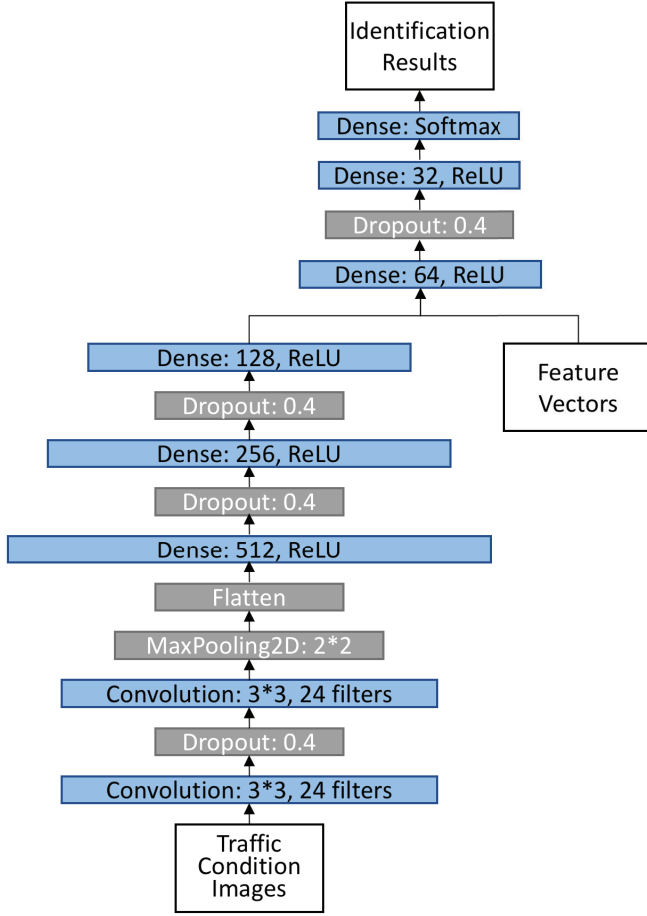 Identification
Results
Dense: Softmax
Dense: 32, ReLU
Dropout: 0.4
Dense: 64, ReLU
Dense: 128, ReLU
Feature
Vectors
Dropout: 0.4
Dense: 256, ReLU
Dropout: 0.4
Dense: 512, ReLU
Flatten
MaxPooling2D: 2*2
Convolution: 3*3, 24 filters
Dropout: 0.4
Convolution: 3*3, 24 filters
Traffic
Condition
Images